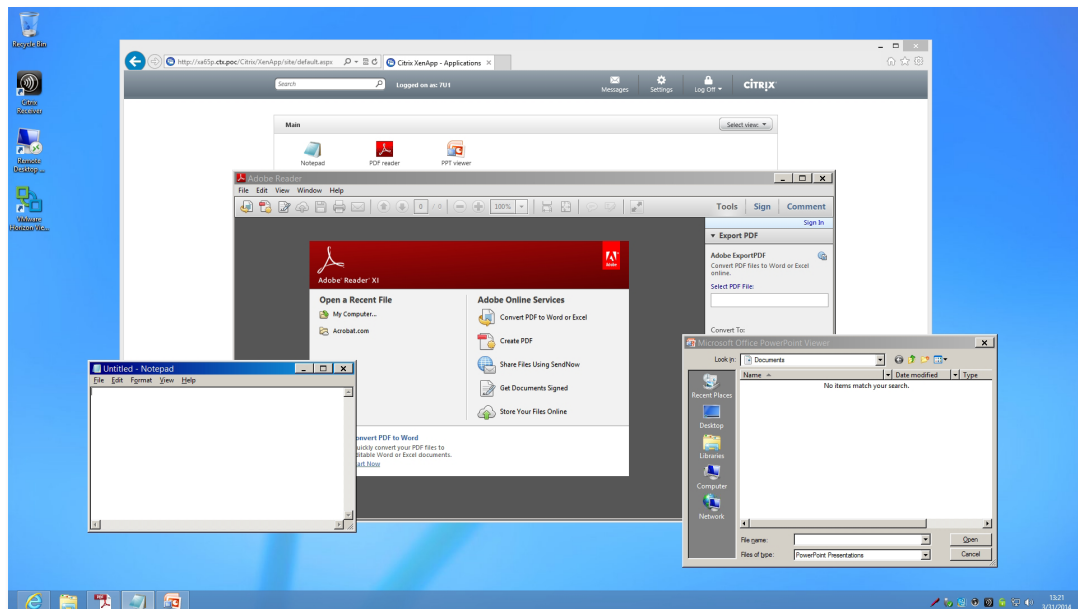 Recycle Bin
Citrix
Receiver
Remote
Desktop ...
VMware
Horizon Vie...
http://xa65p.ctx.poc/Citrix/XenApp/site/default.aspx
Citrix XenApp - Applications
Search
Logged on as: 7U1
Messages
Settings
Log Off
CITRIX
Main
Select view:
Notepad
PDF reader
PPT viewer
Adobe Reader
File Edit View Window Help
0 / 0
100%
Tools Sign Comment
Sign In
Export PDF
Adobe ExportPDF
Convert PDF files to Word or Excel
online.
Select PDF File:
Convert To:
Adobe
Adobe Reader XI
Open a Recent File
My Computer...
Acrobat.com
Adobe Online Services
Convert PDF to Word or Excel
Create PDF
Share Files Using SendNow
Get Documents Signed
Store Your Files Online
onvert PDF to Word
uickly convert your PDF files to
ditable Word or Excel documents.
art Now
Untitled - Notepad
File Edit Format View Help
Microsoft Office PowerPoint Viewer
Look in:
Documents
Name
Date modified
Type
No items match your search.
Recent Places
Desktop
Libraries
Computer
Network
File name:
Open
Files of type:
PowerPoint Presentations
Cancel
13:21
3/31/2014